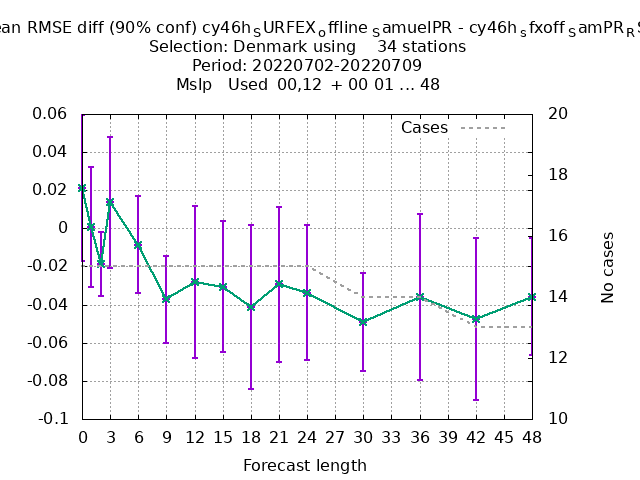 ean RMSE diff (90% conf) cy46h_SURFEX_offline_SamuelPR - cy46h_sfxoff_SamPR_RS
Selection: Denmark using 34 stations
Period: 20220702-20220709
Mslp Used 00,12 + 00 01 ... 48
Cases
0.06
0.04
0.02
0
-0.02
-0.04
-0.06
-0.08
-0.1
20
18
16
14
12
10
No cases
0 3 6 9 12 15 18 21 24 27 30 33 36 39 42 45 48
Forecast length